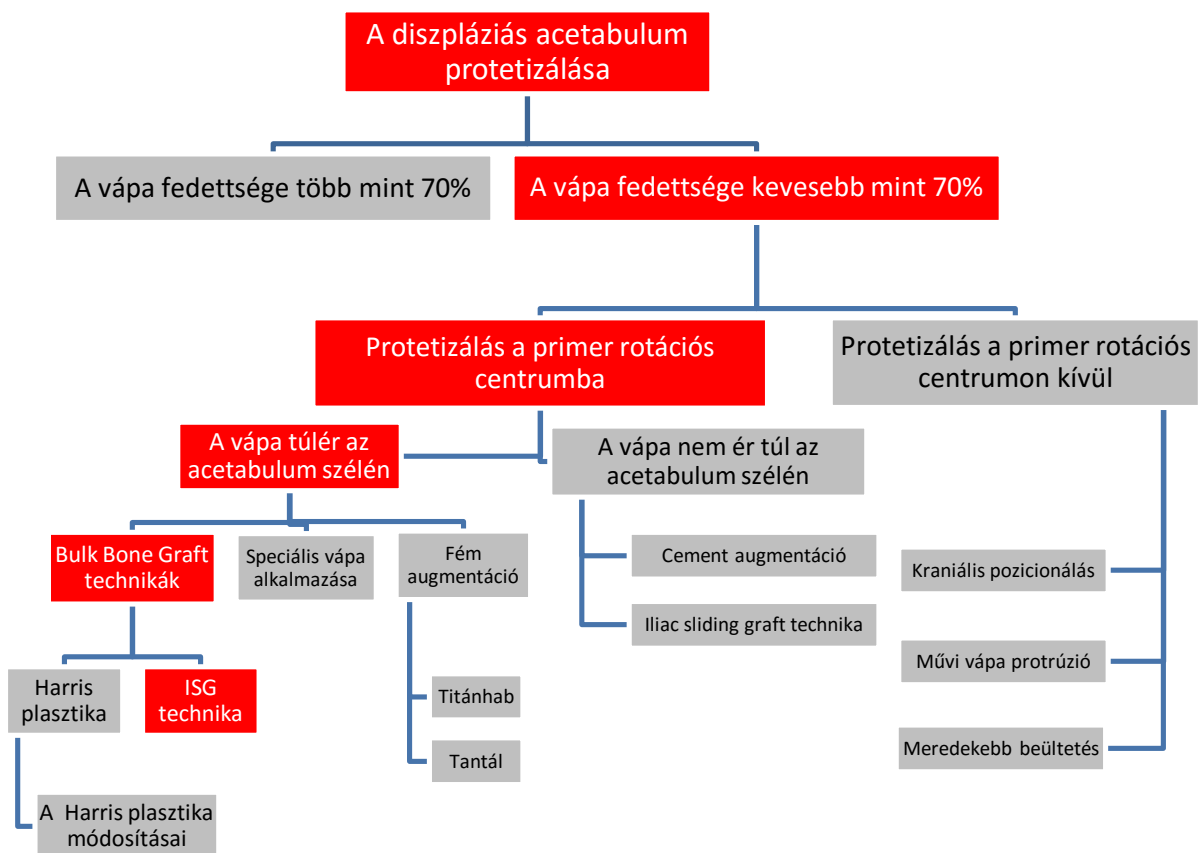 A diszpláziás acetabulum
protetizálása
A vápa fedettsége több mint 70%
A vápa fedettsége kevesebb mint 70%
Protetizálás a primer rotációs
centrumba
Protetizálás a primer rotációs
centrumon kívül
A vápa túlér az
acetabulum szélén
A vápa nem ér túl az
acetabulum szélén
Bulk Bone Graft
technikák
Speciális vápa
alkalmazása
Fém
augmentáció
Cement augmentáció
Iliac sliding graft technika
Kraniális pozicionálás
Művi vápa protrúzió
Meredekebb beültetés
Harris
plasztika
ISG
technika
Titánhab
Tantál
A Harris plasztika
módosításai